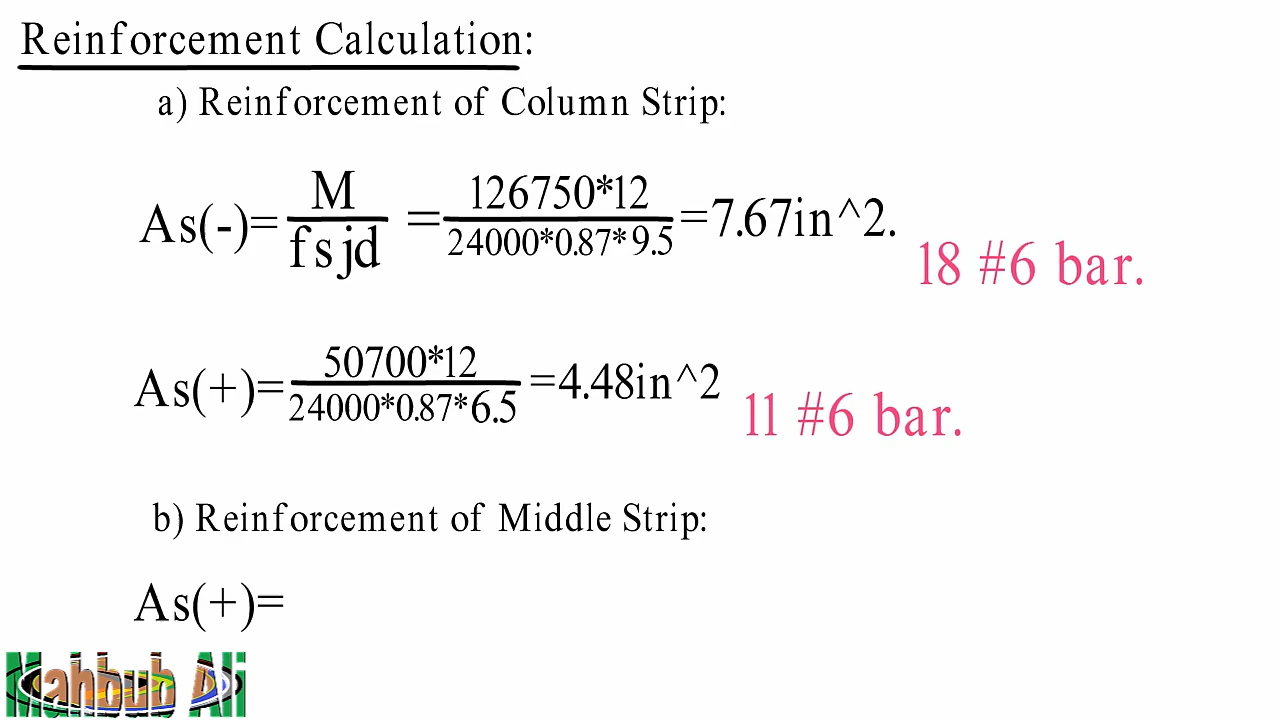 Reinforcement Calculation:
a) Reinforcement of Column Strip:
As(-)= M / fsjd = 126750*12 / 24000*0.87*9.5 =7.67in^2.
18 #6 bar.
As(+)= 50700*12 / 24000*0.87*6.5 =4.48in^2
11 #6 bar.
b) Reinforcement of Middle Strip:
As(+)=
Mahbub Ali